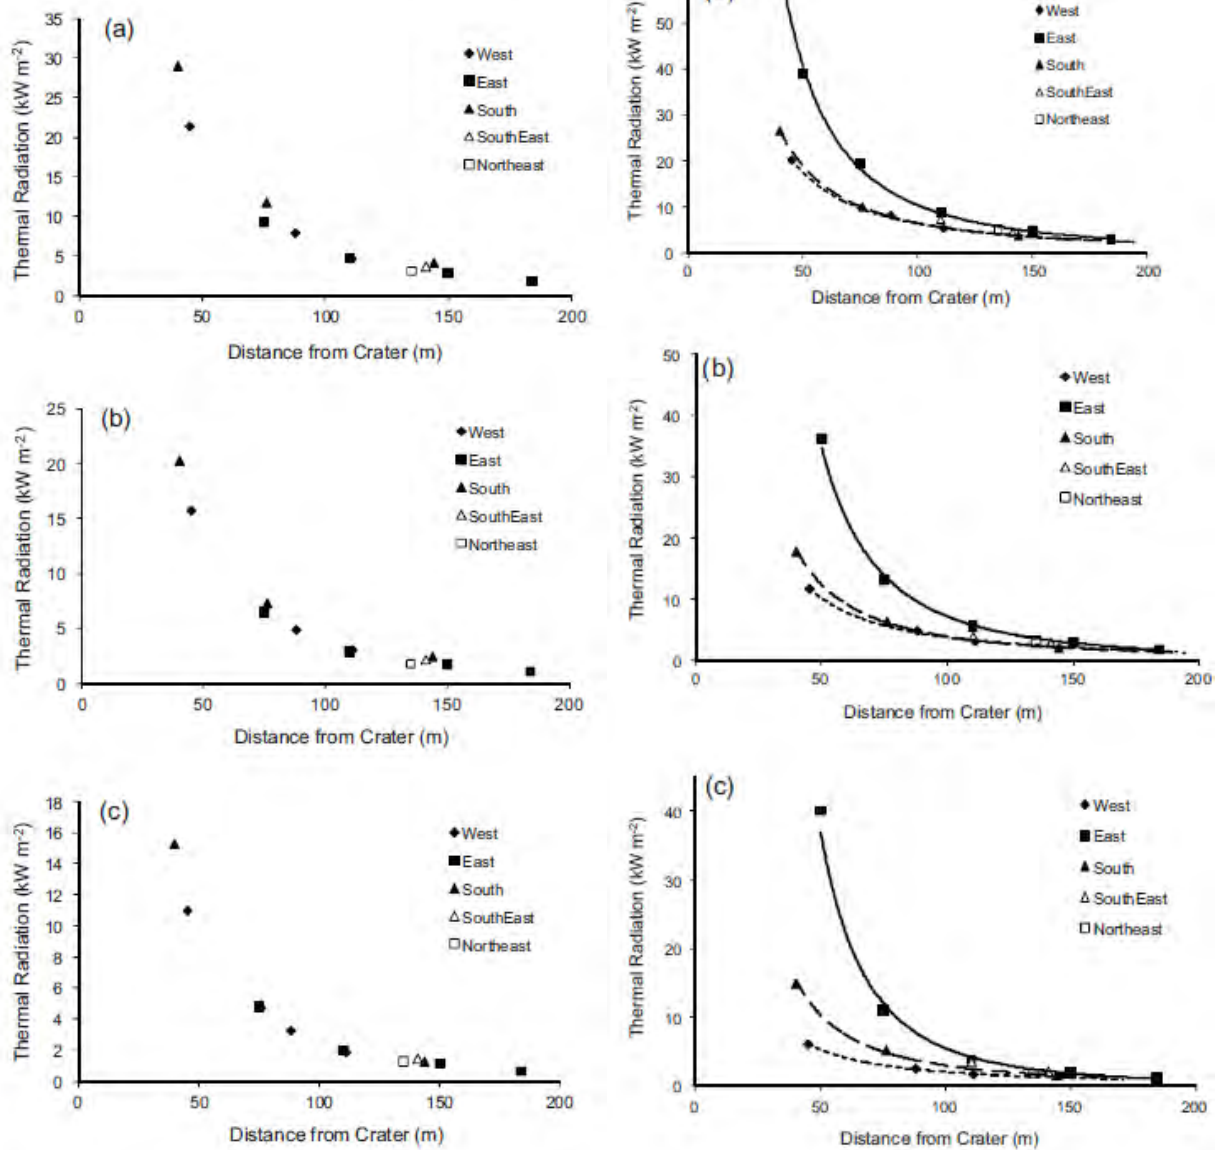 (a)
Thermal Radiation (kW m-2)
35
30
25
20
15
10
5
0
0 50 100 150 200
Distance from Crater (m)
West
East
South
SouthEast
Northeast
Thermal Radiation (kW m-2)
50
40
30
20
10
0
0 50 100 150 200
Distance from Crater (m)
West
East
South
SouthEast
Northeast
(b)
Thermal Radiation (kW m-2)
25
20
15
10
5
0
0 50 100 150 200
Distance from Crater (m)
West
East
South
SouthEast
Northeast
(b)
Thermal Radiation (kW m-2)
50
40
30
20
10
0
0 50 100 150 200
Distance from Crater (m)
West
East
South
SouthEast
Northeast
(c)
Thermal Radiation (kW m-2)
18
16
14
12
10
8
6
4
2
0
0 50 100 150 200
Distance from Crater (m)
West
East
South
SouthEast
Northeast
(c)
Thermal Radiation (kW m-2)
40
30
20
10
0
0 50 100 150 200
Distance from Crater (m)
West
East
South
SouthEast
Northeast